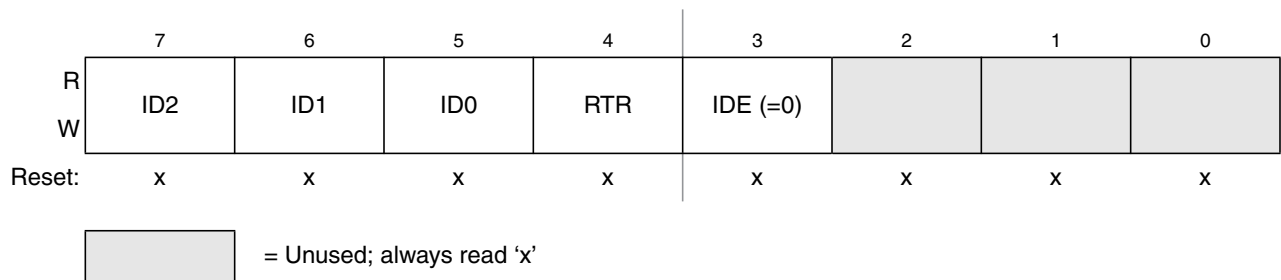 7 6 5 4 3 2 1 0
R
ID2 ID1 ID0 RTR IDE (=0)
W
Reset: x x x x x x x x
= Unused; always read ‘x’